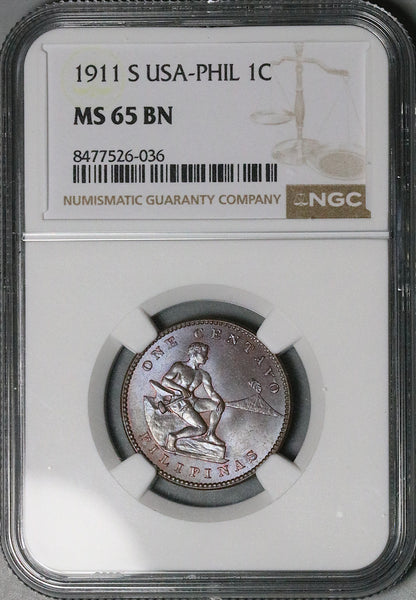 1911 S USA-PHIL 1C
MS 65 BN
8477526-036
NUMISMATIC GUARANTY COMPANY
NGC
ONE CENTAVO
FILIPINAS